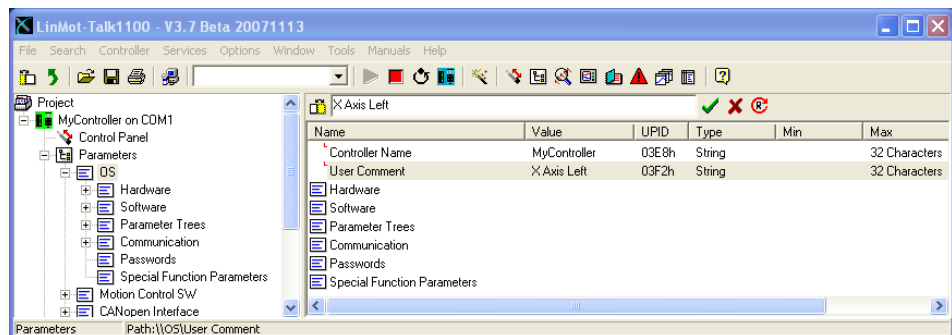 LinMot-Talk1100 - V3.7 Beta 20071113
File Search Controller Services Options Window Tools Manuals Help
Project
MyController on COM1
Control Panel
Parameters
OS
Hardware
Software
Parameter Trees
Communication
Passwords
Special Function Parameters
Motion Control SW
CANopen Interface
X Axis Left
Name Value UPID Type Min Max
Controller Name MyController 03E8h String 32 Characters
User Comment X Axis Left 03F2h String 32 Characters
Hardware
Software
Parameter Trees
Communication
Passwords
Special Function Parameters
Parameters Path:\\OS\User Comment